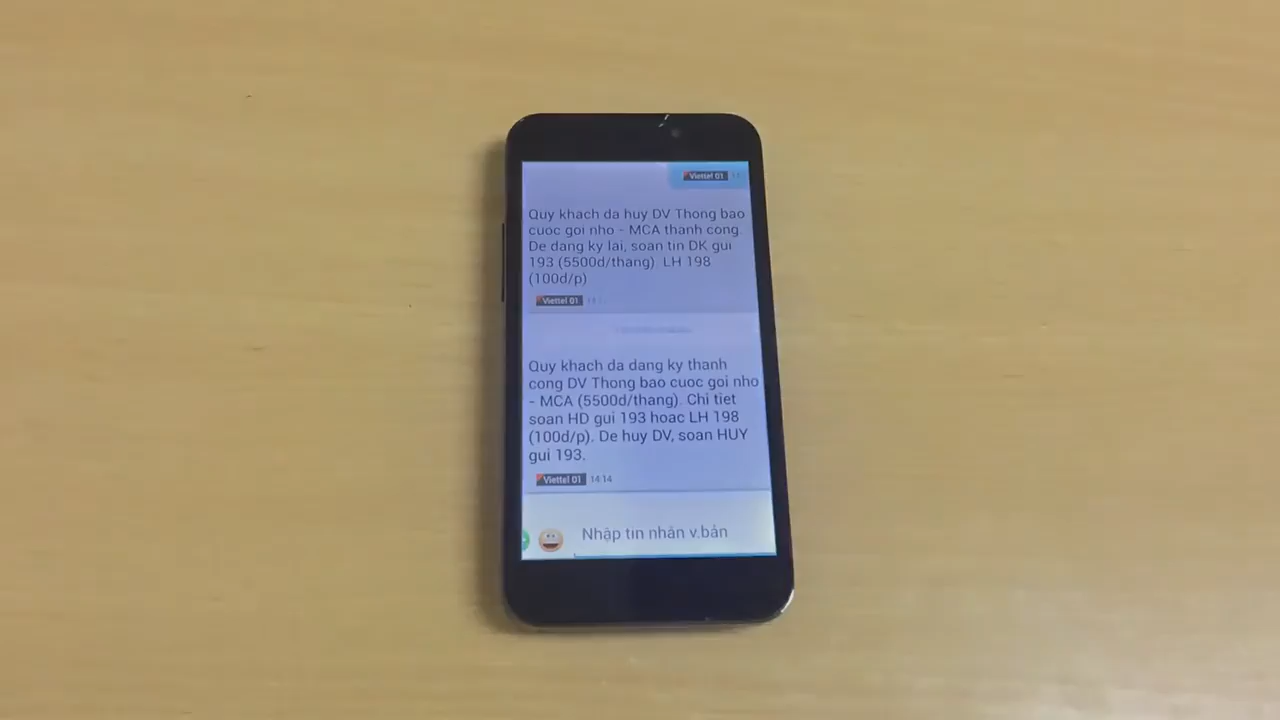 Viettel 01
Quy khach da huy DV Thong bao
cuoc goi nho - MCA thanh cong.
De dang ky lai, soan tin DK gui
193 (5500d/thang). LH 198
(100d/p)
Viettel 01
Quy khach da dang ky thanh
cong DV Thong bao cuoc goi nho
- MCA (5500d/thang). Chi tiet
soan HD gui 193 hoac LH 198
(100d/p). De huy DV, soan HUY
gui 193.
Viettel 01 14:14
Nhập tin nhắn v.bản